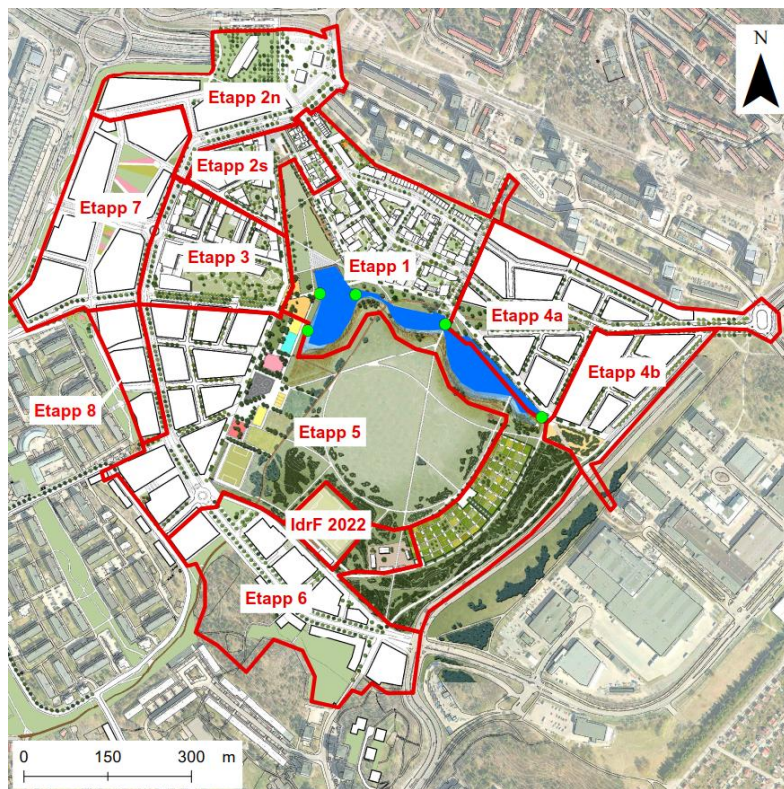 N
Etapp 2n
Etapp 2s
Etapp 7
Etapp 3
Etapp 1
Etapp 4a
Etapp 4b
Etapp 8
Etapp 5
IdrF 2022
Etapp 6
0 150 300 m